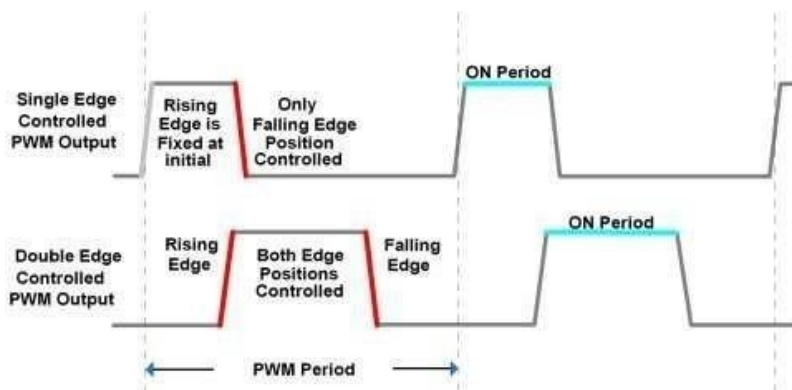 Single Edge
Controlled
PWM Output
Rising
Edge is
Fixed at
initial
Only
Falling Edge
Position
Controlled
ON Period
Double Edge
Controlled
PWM Output
Rising
Edge
Both Edge
Positions
Controlled
Falling
Edge
ON Period
PWM Period